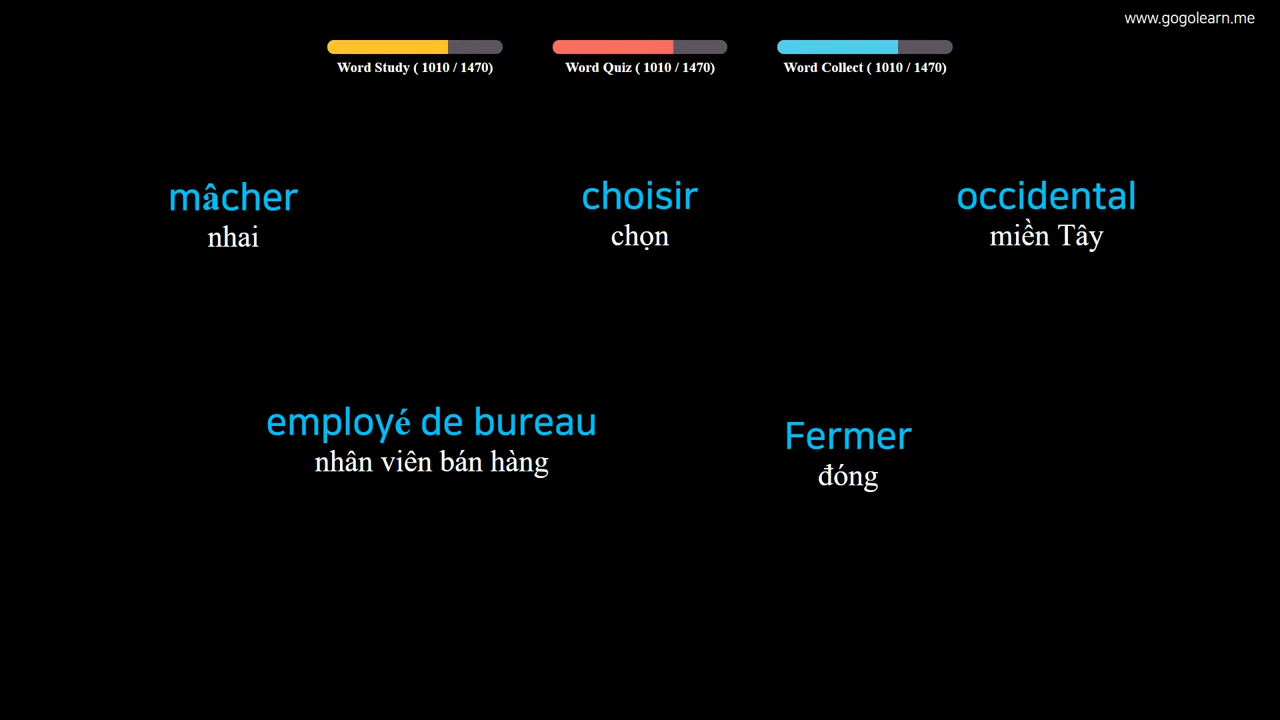 www.gogolearn.me
Word Study ( 1010 / 1470)
Word Quiz ( 1010 / 1470)
Word Collect ( 1010 / 1470)
mâcher
nhai
choisir
chọn
occidental
miền Tây
employé de bureau
nhân viên bán hàng
Fermer
đóng